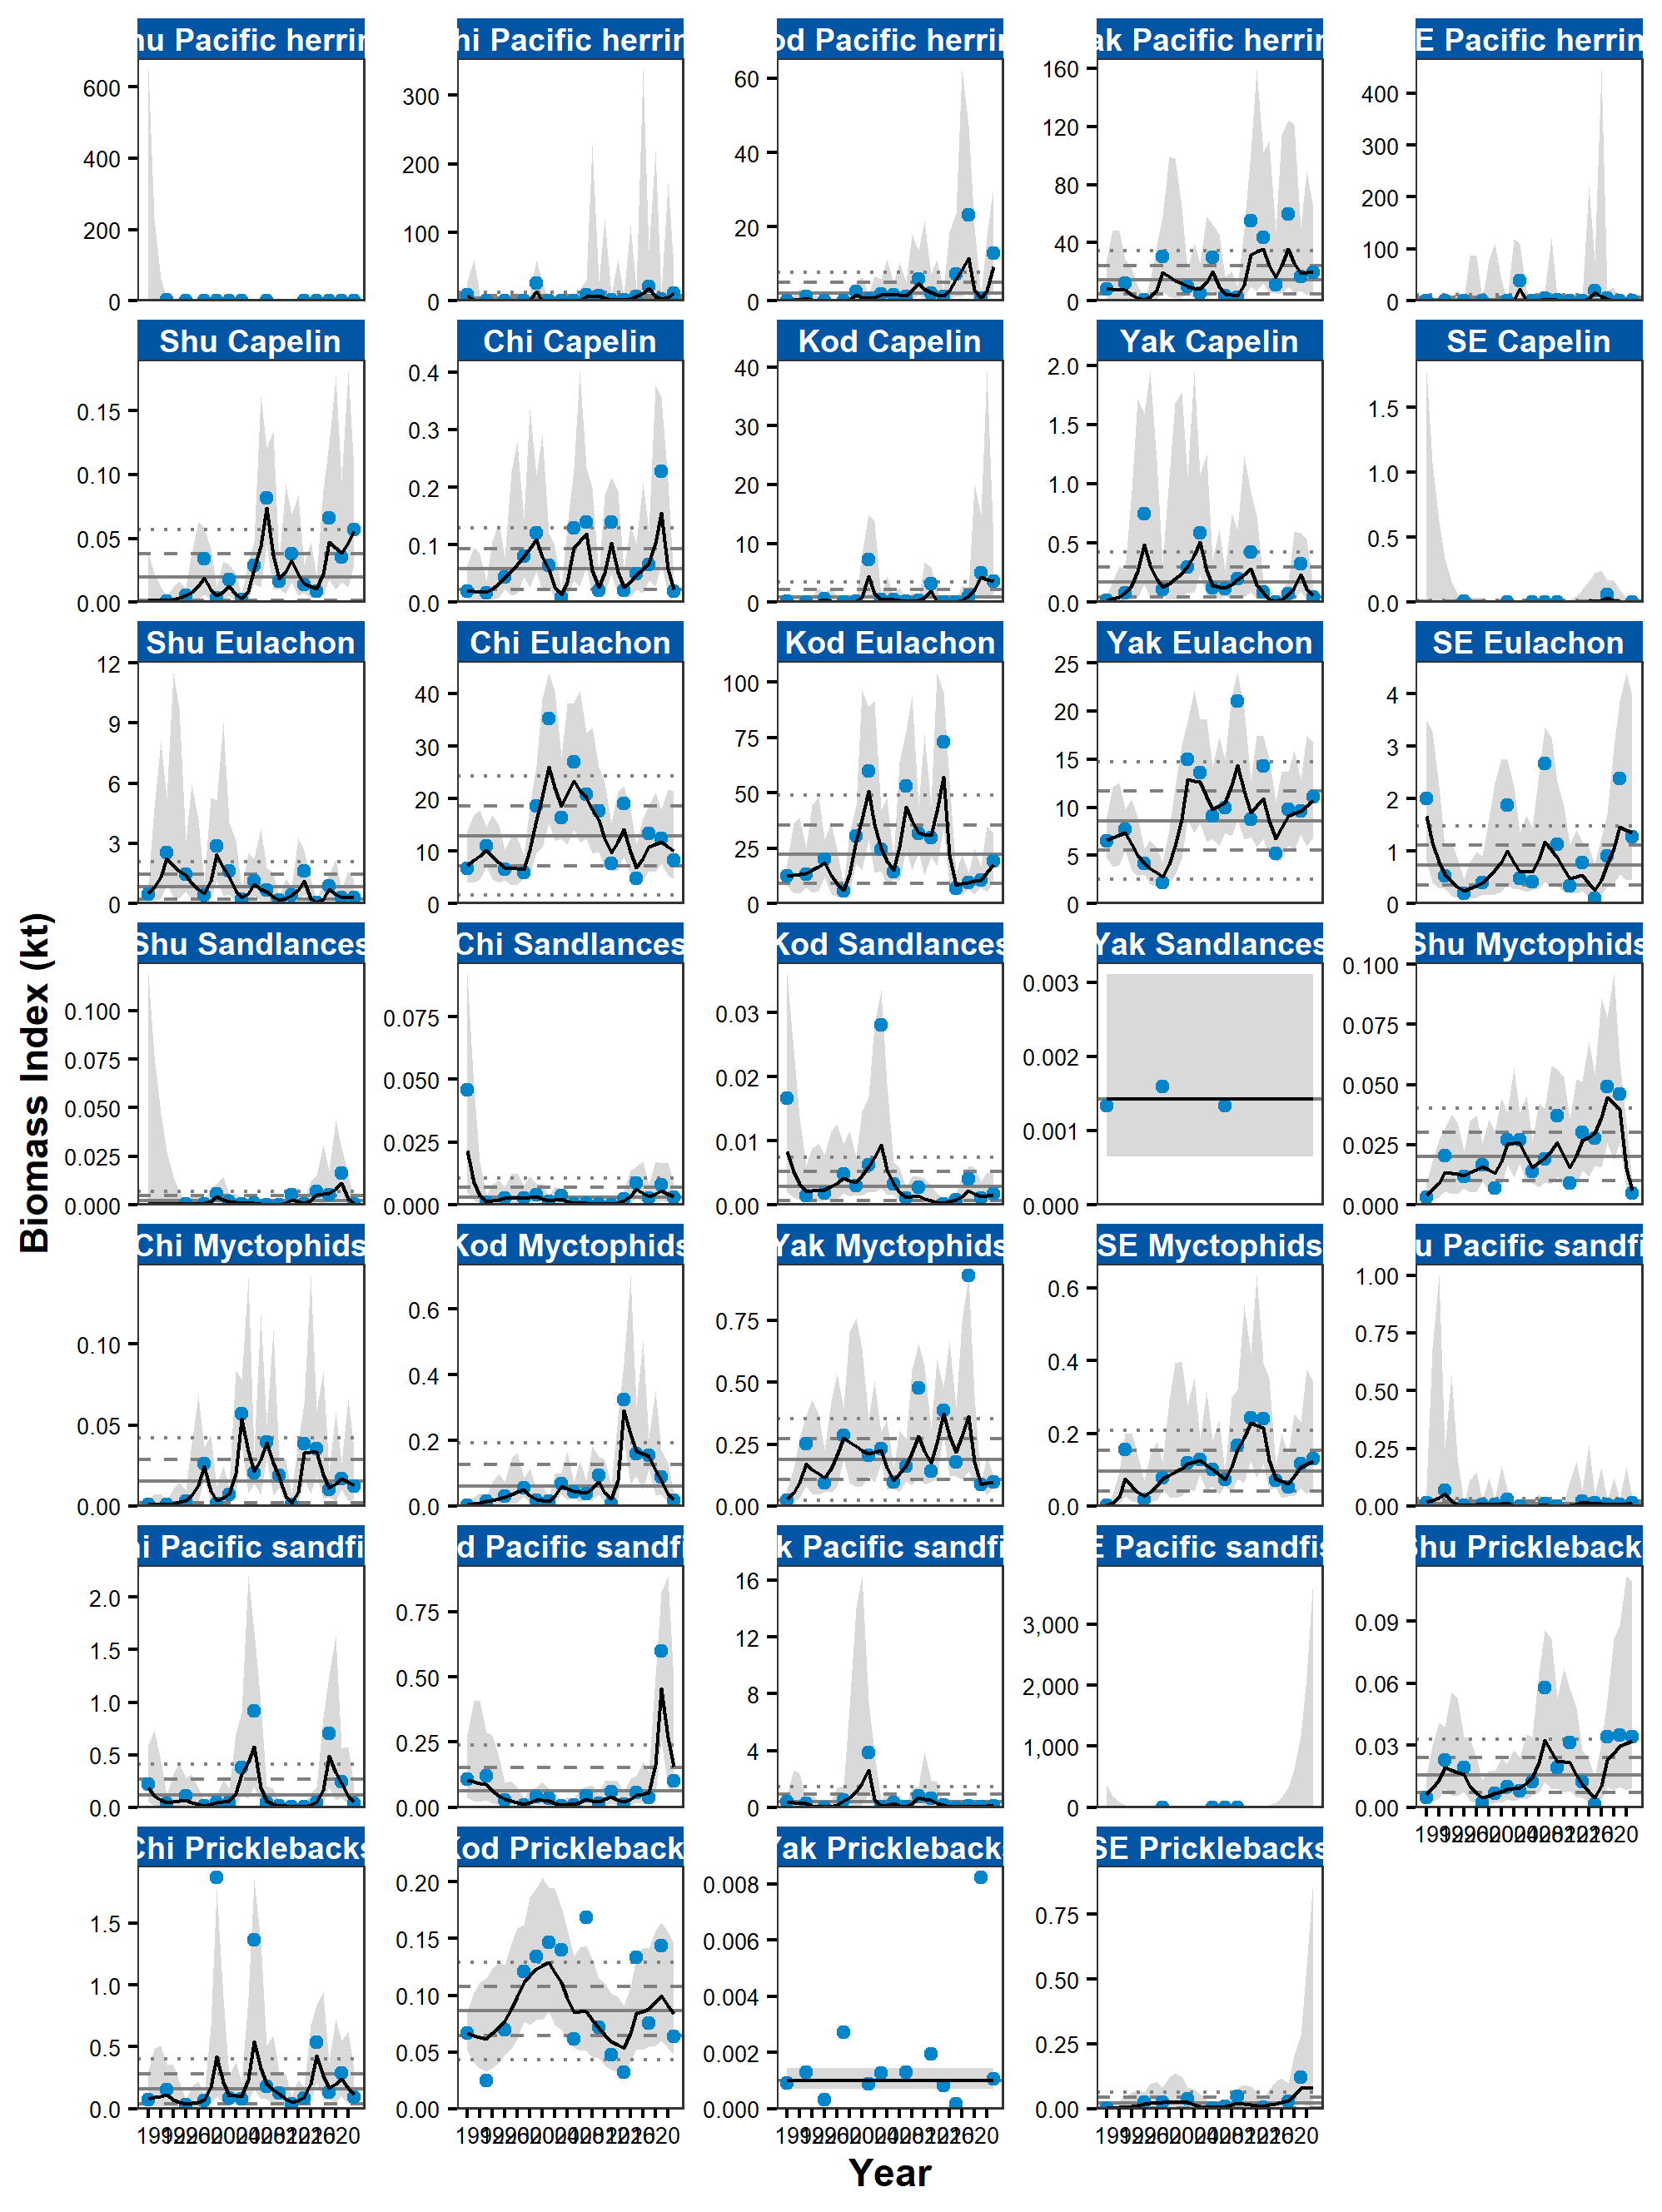 hu Pacific herrin hi Pacific herrin od Pacific herrin ak Pacific herrin E Pacific herrin
600 300 60 160 400
400 200 40 120 300
200 100 20 80 200
0 0 0 40 100
0 0
Shu Capelin Chi Capelin Kod Capelin Yak Capelin SE Capelin
0.15 0.4 40 2.0 1.5
0.10 0.3 30 1.5 1.0
0.05 0.2 20 1.0 0.5
0.00 0.1 10 0.5 0.0
0.0 0 0.0
Shu Eulachon Chi Eulachon Kod Eulachon Yak Eulachon SE Eulachon
12 40 100 25 4
9 30 75 20 3
6 20 50 15 2
3 10 25 10 1
0 0 0 5 0
0
Shu Sandlances Chi Sandlances Kod Sandlances Yak Sandlances Shu Myctophids
0.100 0.075 0.03 0.003 0.100
0.075 0.050 0.02 0.002 0.075
0.050 0.025 0.01 0.001 0.050
0.025 0.000 0.00 0.000 0.025
0.000 0.000
Chi Myctophids Kod Myctophids Yak Myctophids SE Myctophids u Pacific sandfi
0.10 0.6 0.75 0.6 1.00
0.05 0.4 0.50 0.4 0.75
0.00 0.2 0.25 0.2 0.50
0.0 0.00 0.0 0.25
0.00
i Pacific sandfi d Pacific sandfi k Pacific sandfi E Pacific sandfis Shu Prickleback
2.0 0.75 16 3,000 0.09
1.5 0.50 12 2,000 0.06
1.0 0.25 8 1,000 0.03
0.5 0.00 4 0 0.00
0.0 0
Chi Pricklebacks Kod Prickleback Yak Pricklebacks SE Pricklebacks
1.5 0.20 0.008 0.75
1.0 0.15 0.006 0.50
0.5 0.10 0.004 0.25
0.0 0.05 0.002 0.00
0.00 0.000
Biomass Index (kt)
Year